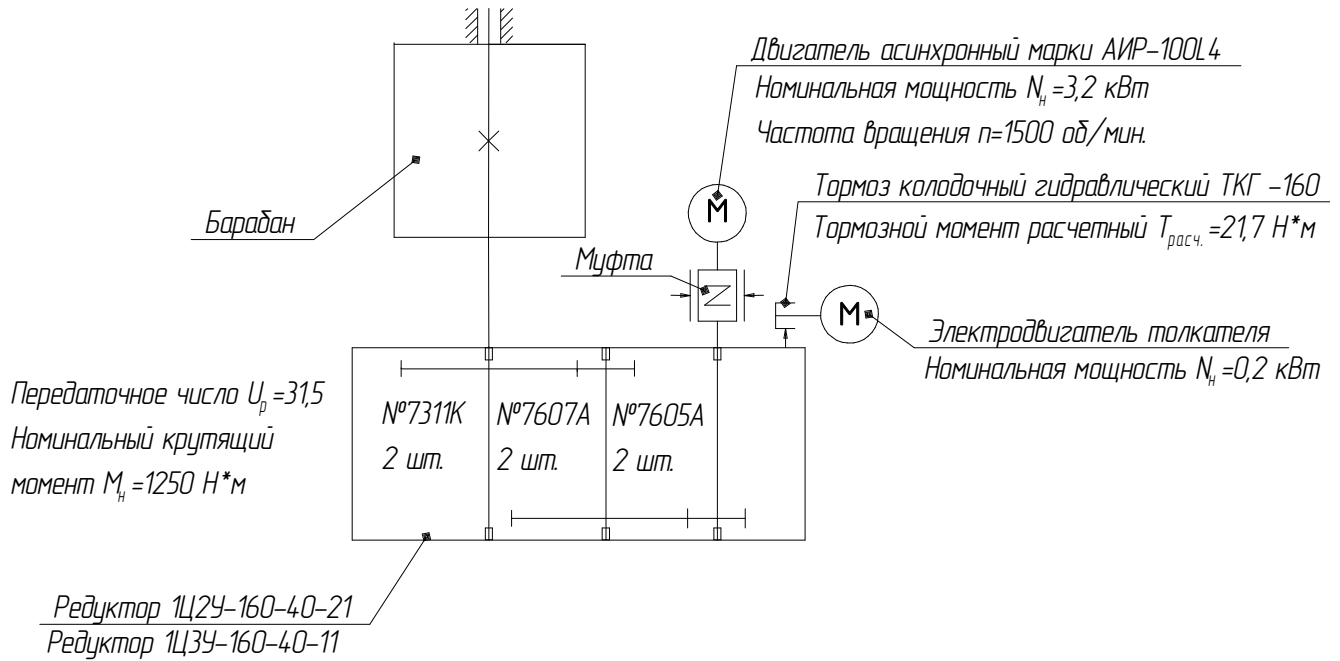 Двигатель асинхронный марки АИР-100L4
Номинальная мощность Nн=3,2 кВт
Частота вращения n=1500 об/мин.
Тормоз колодочный гидравлический ТКГ -160
Тормозной момент расчетный Tрасч.=21,7 Н*м
М
Барабан
Муфта
М
Электродвигатель толкателя
Номинальная мощность Nн=0,2 кВт
Передаточное число Uр=31,5
Номинальный крутящий
момент Мн=1250 Н*м
№7311К
2 шт.
№7607А
2 шт.
№7605А
2 шт.
Редуктор 1Ц2У-160-40-21
Редуктор 1Ц3У-160-40-11